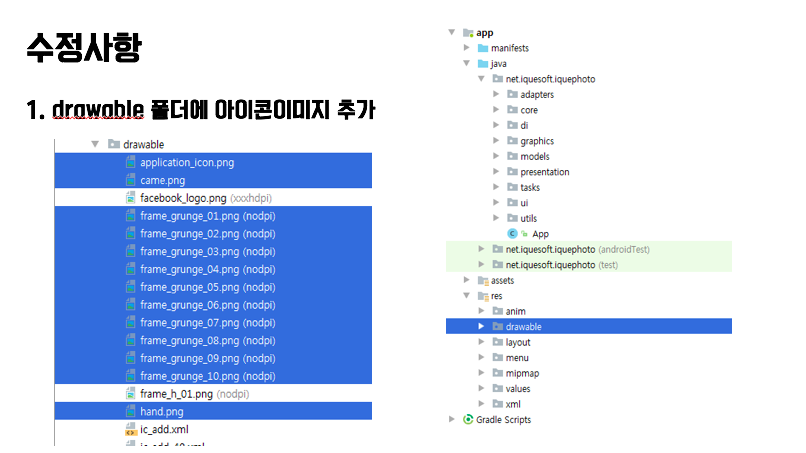 수정사항
1. drawable 폴더에 아이콘이미지 추가
drawable
application_icon.png
came.png
facebook_logo.png (xxxhdpi)
frame_grunge_01.png (nodpi)
frame_grunge_02.png (nodpi)
frame_grunge_03.png (nodpi)
frame_grunge_04.png (nodpi)
frame_grunge_05.png (nodpi)
frame_grunge_06.png (nodpi)
frame_grunge_07.png (nodpi)
frame_grunge_08.png (nodpi)
frame_grunge_09.png (nodpi)
frame_grunge_10.png (nodpi)
frame_h_01.png (nodpi)
hand.png
ic_add.xml
app
manifests
java
net.iquesoft.iquephoto
adapters
core
di
graphics
models
presentation
tasks
ui
utils
App
net.iquesoft.iquephoto (androidTest)
net.iquesoft.iquephoto (test)
assets
res
anim
drawable
layout
menu
mipmap
values
xml
Gradle Scripts